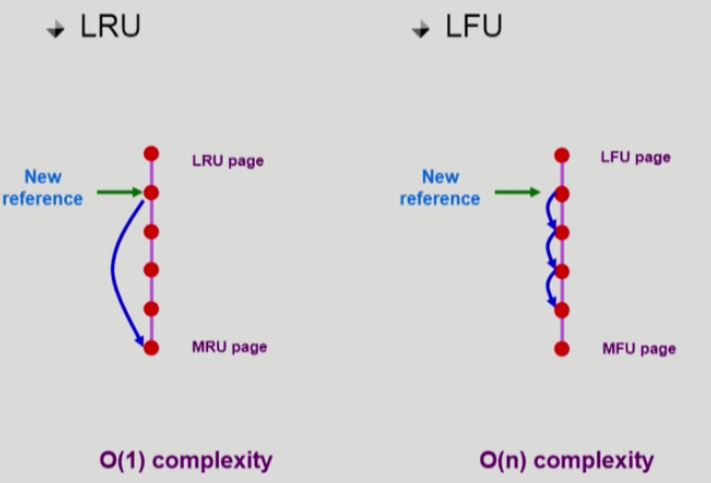 LRU
LRU page
New
reference
MRU page
O(1) complexity
LFU
LFU page
New
reference
MFU page
O(n) complexity